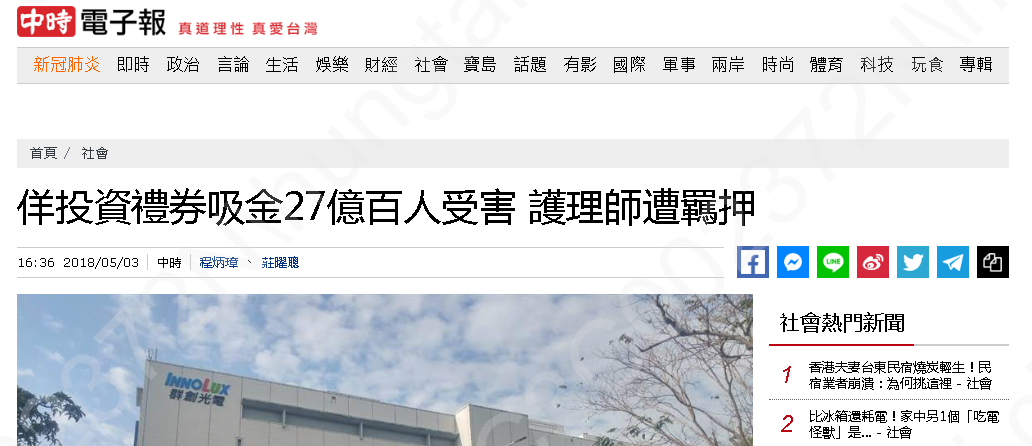 中時 電子報 真道理性 真愛台灣
新冠肺炎 即時 政治 言論 生活 娛樂 財經 社會 寶島 話題 有影 國際 軍事 兩岸 時尚 體育 科技 玩食 專輯
首頁 / 社會
佯投資禮券吸金27億百人受害 護理師遭羈押
16:36 2018/05/03 中時 程炳璋、莊曜聰
LINE
INNOLUX
群創光電
社會熱門新聞
1 香港夫妻台東民宿燒炭輕生！民
宿業者崩潰：為何挑這裡 - 社會
2 比冰箱還耗電！家中另1個「吃電
怪獸」是... - 社會